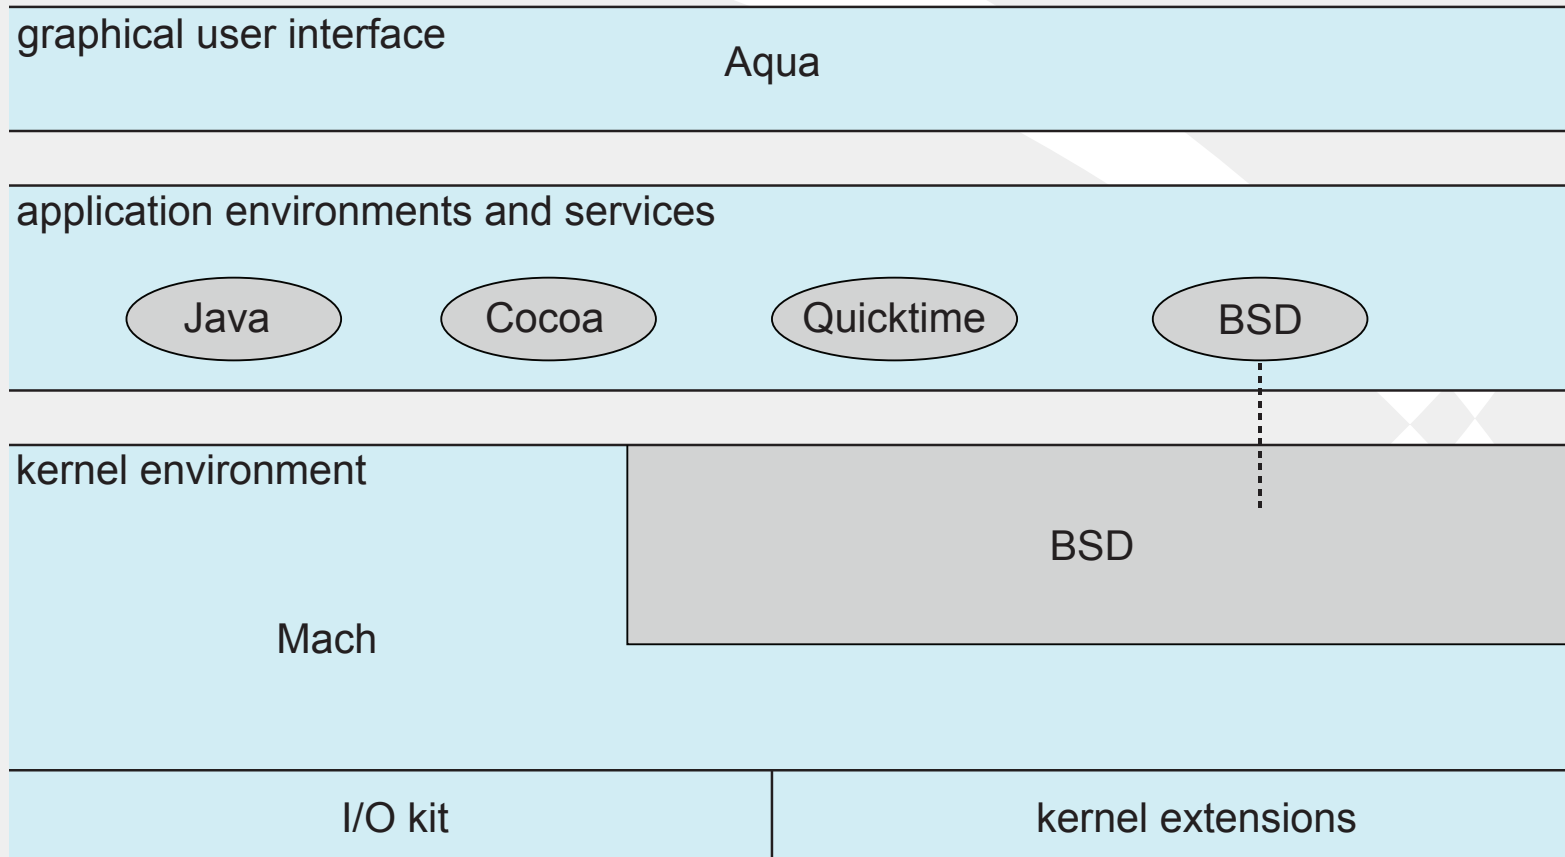 graphical user interface
Aqua
application environments and services
Java
Cocoa
Quicktime
BSD
kernel environment
BSD
Mach
I/O kit
kernel extensions